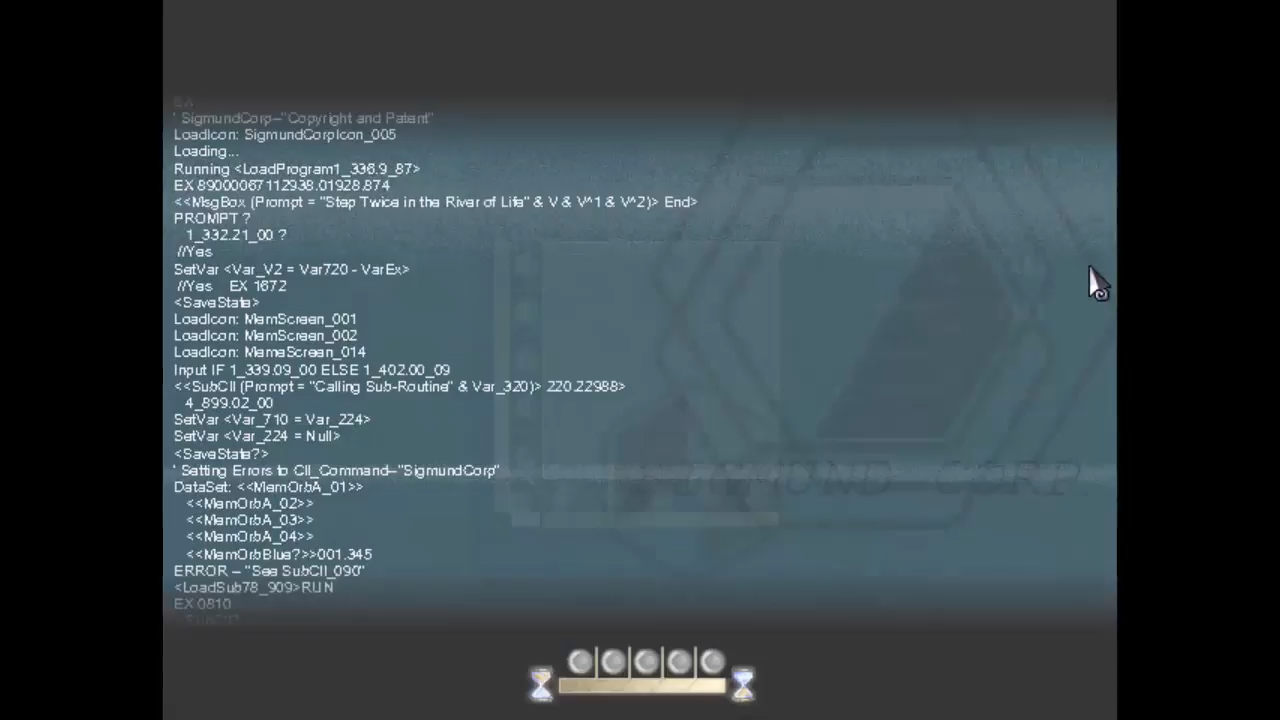 EX
' SigmundCorp--"Copyright and Patent"
LoadIcon: SigmundCorpIcon_005
Loading...
Running <LoadProgram1_336.9_87>
EX 89000067112938.01928.874
<<MsgBox (Prompt = "Step Twice in the River of Life" & V & V^1 & V^2)> End>
PROMPT ?
1_332.21_00 ?
//Yes
SetVar <Var_V2 = Var720 - VarEx>
//Yes EX 1672
<SaveState>
LoadIcon: MemScreen_001
LoadIcon: MemScreen_002
LoadIcon: MemeScreen_014
Input IF 1_339.09_00 ELSE 1_402.00_09
<<SubCll (Prompt = "Calling Sub-Routine" & Var_320)> 220.22988>
4_899.02_00
SetVar <Var_710 = Var_224>
SetVar <Var_224 = Null>
<SaveState?>
' Setting Errors to Cll_Command--"SigmundCorp"
DataSet: <<MemOrbA_01>>
<<MemOrbA_02>>
<<MemOrbA_03>>
<<MemOrbA_04>>
<<MemOrbBlue?>>001.345
ERROR -- "See SubCll_090"
<LoadSub78_909>RUN
EX 0810
CORP